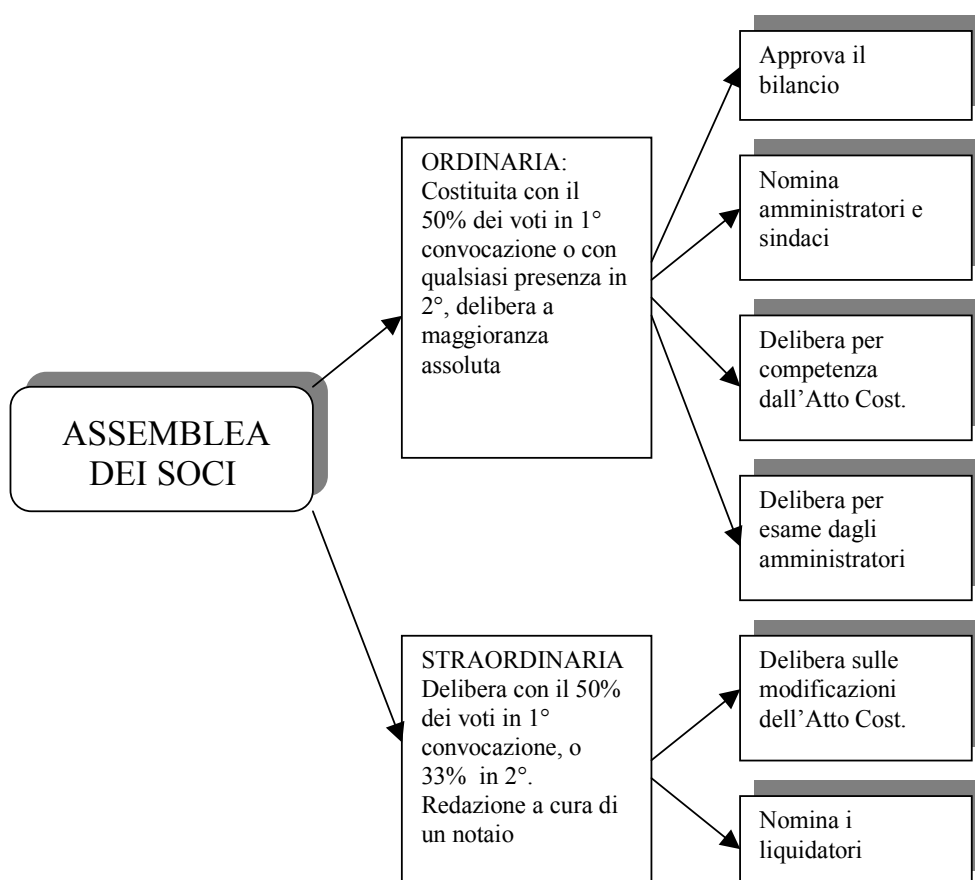 ASSEMBLEA
DEI SOCI
ORDINARIA:
Costituita con il
50% dei voti in 1°
convocazione o con
qualsiasi presenza in
2°, delibera a
maggioranza
assoluta
Approva il
bilancio
Nomina
amministratori e
sindaci
Delibera per
competenza
dall’Atto Cost.
Delibera per
esame dagli
amministratori
STRAORDINARIA
Delibera con il 50%
dei voti in 1°
convocazione, o
33% in 2°.
Redazione a cura di
un notaio
Delibera sulle
modificazioni
dell’Atto Cost.
Nomina i
liquidatori